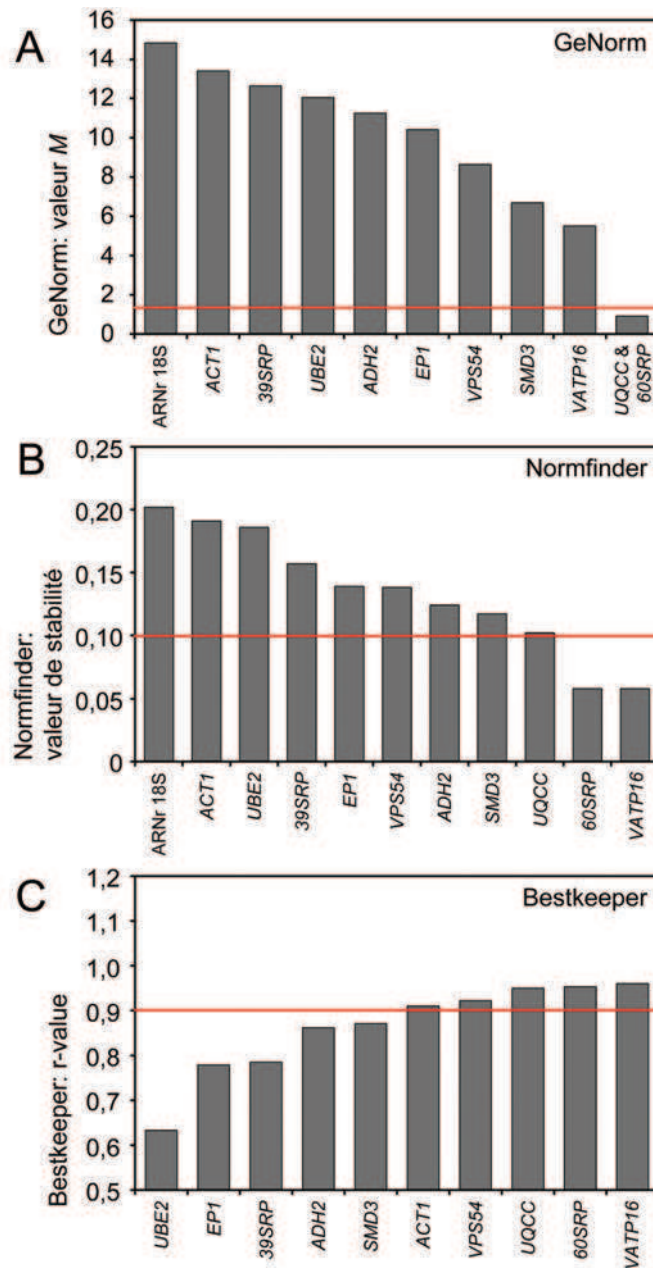 A
GeNorm
GeNorm: valeur M
16
14
12
10
8
6
4
2
0
ARNr 18S
ACT1
39SRP
UBE2
ADH2
EP1
VPS54
SMD3
VATP16
UQCC &
60SRP
B
Normfinder
Normfinder:
valeur de stabilité
0,25
0,20
0,15
0,10
0,05
0
ARNr 18S
ACT1
UBE2
39SRP
EP1
VPS54
ADH2
SMD3
UQCC
60SRP
VATP16
C
Bestkeeper
Bestkeeper: r-value
1,2
1,1
1,0
0,9
0,8
0,7
0,6
0,5
UBE2
EP1
39SRP
ADH2
SMD3
ACT1
VPS54
UQCC
60SRP
VATP16